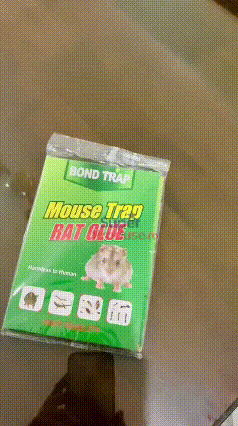 BOND TRAP
Mouse Trap
RAT GLUE
Harmless to Human